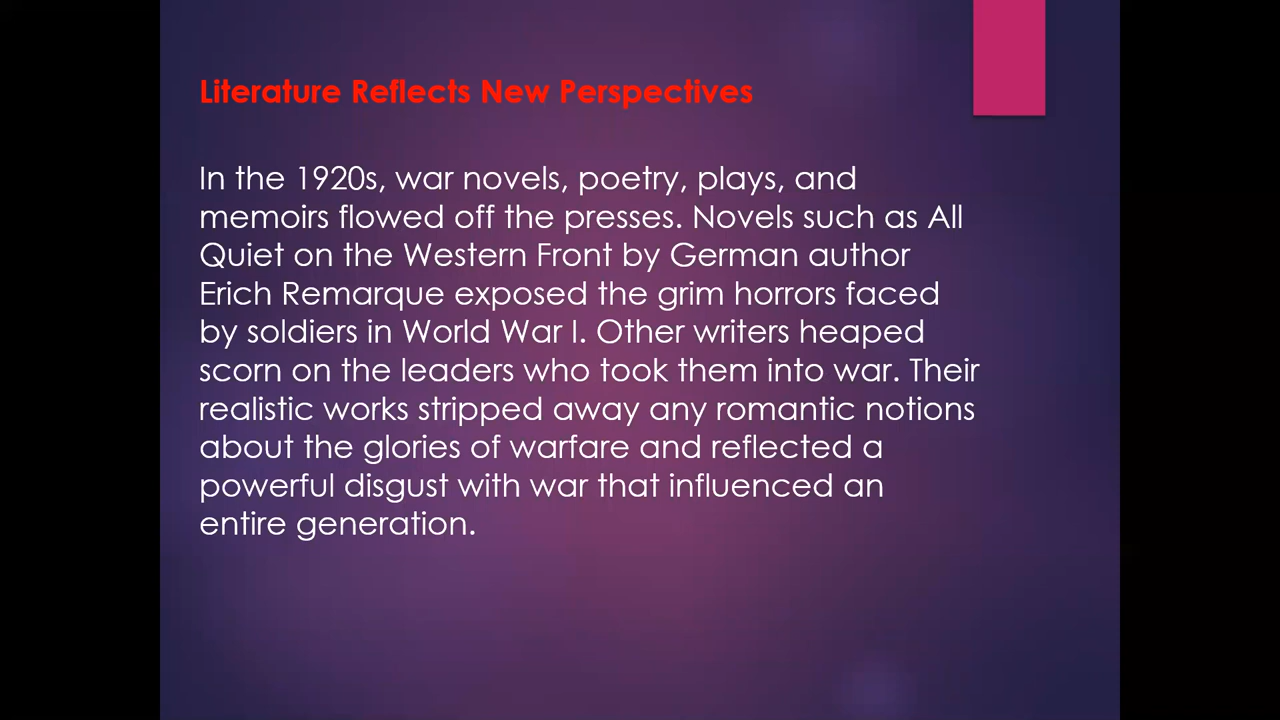 Literature Reflects New Perspectives
In the 1920s, war novels, poetry, plays, and
memoirs flowed off the presses. Novels such as All
Quiet on the Western Front by German author
Erich Remarque exposed the grim horrors faced
by soldiers in World War I. Other writers heaped
scorn on the leaders who took them into war. Their
realistic works stripped away any romantic notions
about the glories of warfare and reflected a
powerful disgust with war that influenced an
entire generation.